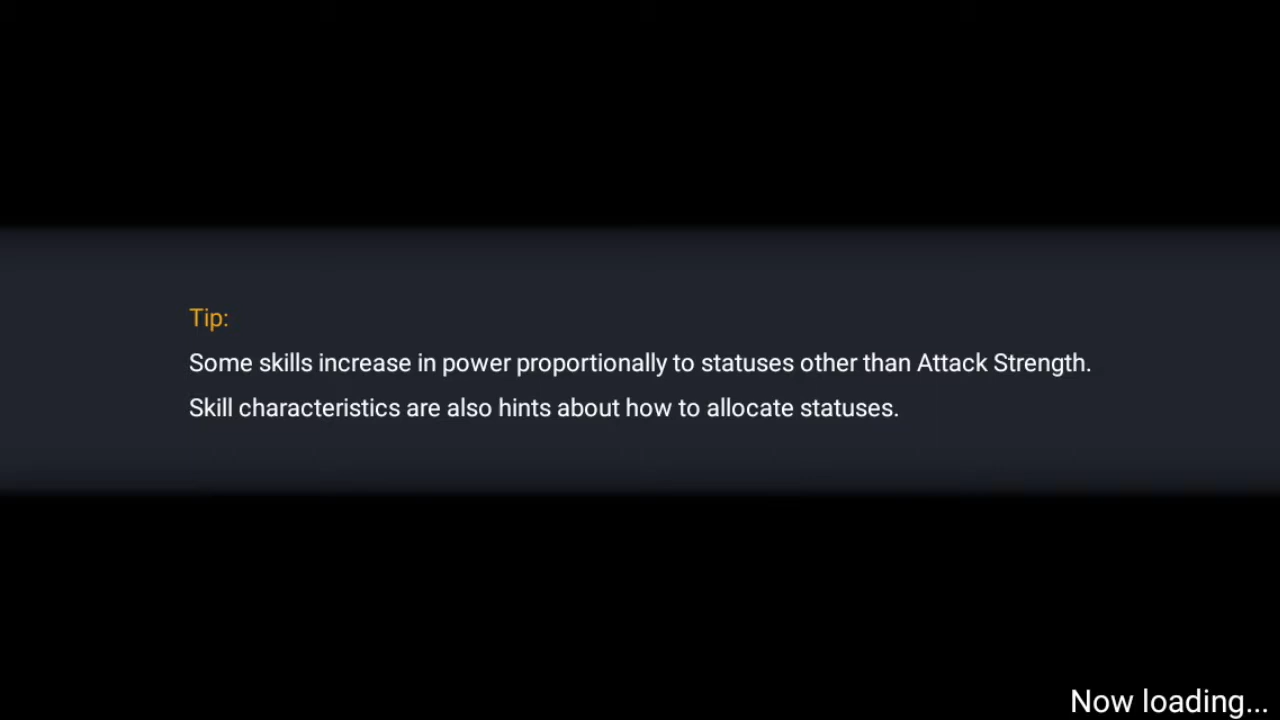 Tip:
Some skills increase in power proportionally to statuses other than Attack Strength.
Skill characteristics are also hints about how to allocate statuses.
Now loading...